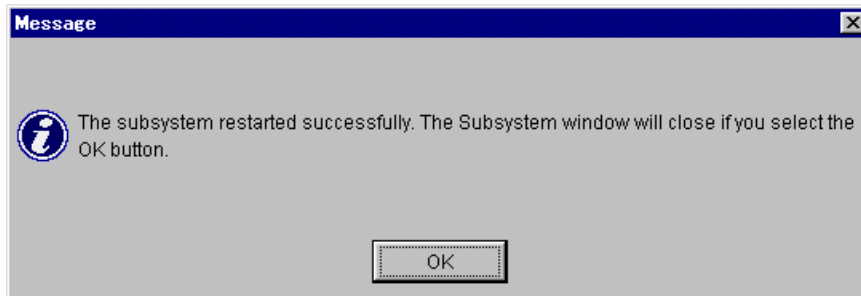 Message
The subsystem restarted successfully. The Subsystem window will close if you select the
OK button.
OK